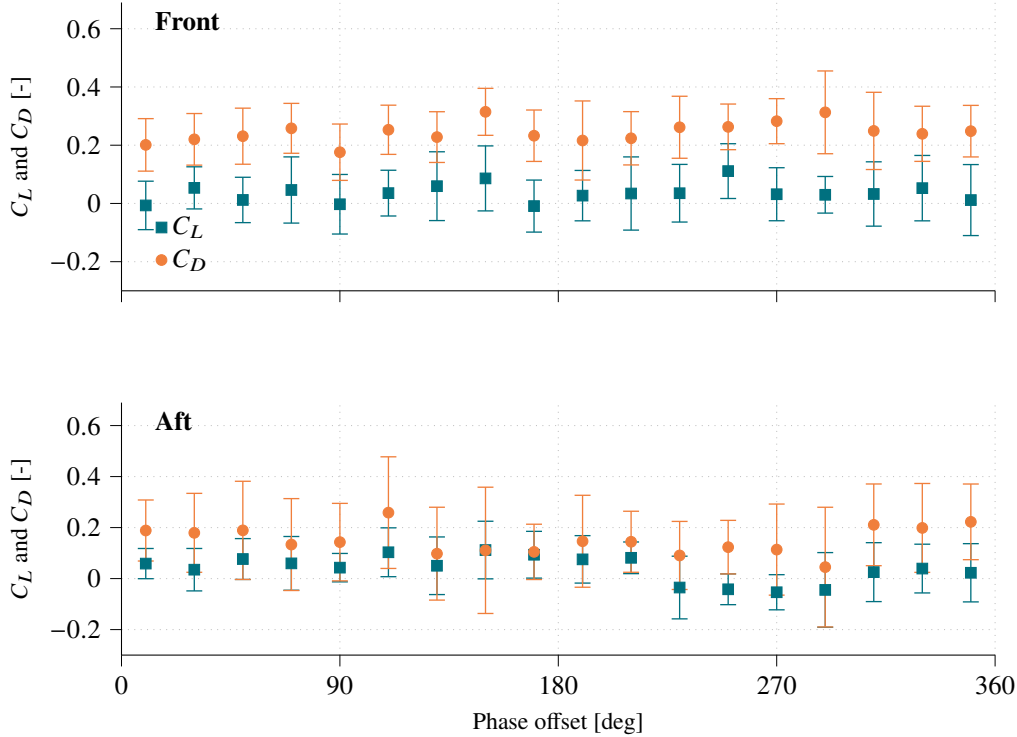 Front
0.6
0.4
0.2
0
−0.2
C_L and C_D [-]
C_L
C_D
Aft
0.6
0.4
0.2
0
−0.2
C_L and C_D [-]
0 90 180 270 360
Phase offset [deg]